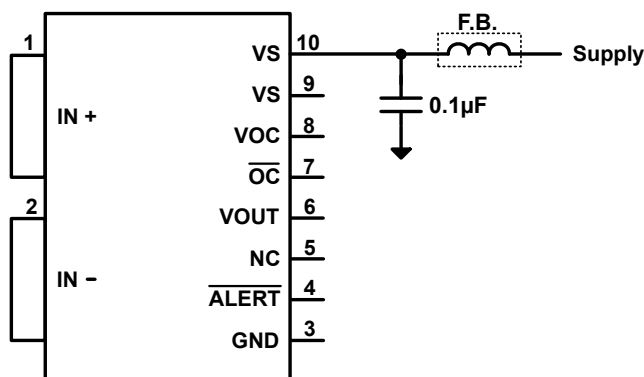 F.B.
1
IN +
2
IN –
VS 10
Supply
VS 9
0.1µF
VOC 8
OC 7
VOUT 6
NC 5
ALERT 4
GND 3